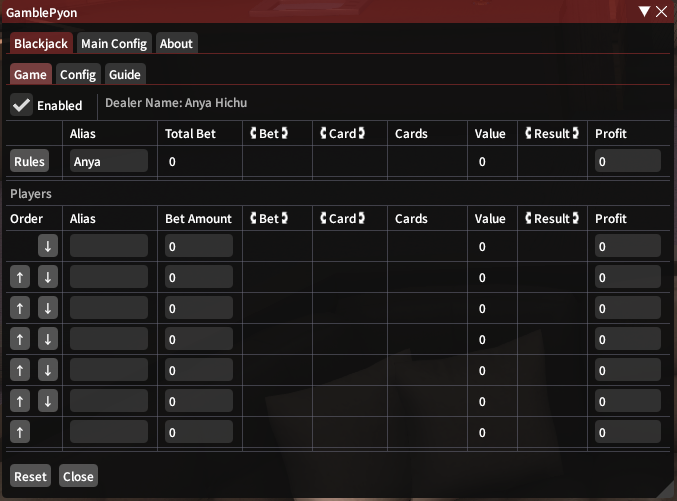 GamblePyon
Blackjack Main Config About
Game Config Guide
Enabled Dealer Name: Anya Hichu
Alias Total Bet Bet Card Cards Value Result Profit
Rules Anya 0 0 0
Players
Order Alias Bet Amount Bet Card Cards Value Result Profit
↓ 0 0 0
↑ ↓ 0 0 0
↑ ↓ 0 0 0
↑ ↓ 0 0 0
↑ ↓ 0 0 0
↑ ↓ 0 0 0
↑ 0 0 0
Reset Close